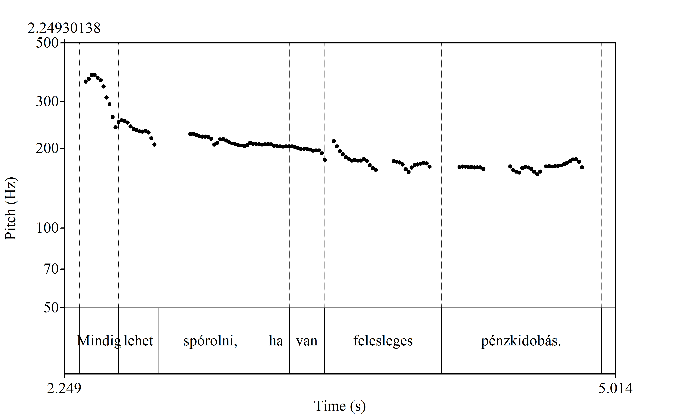 2.24930138
500
300
200
100
70
50
Pitch (Hz)
Mindig lehet spórolni, ha van felesleges pénzkidobás.
2.249 5.014
Time (s)